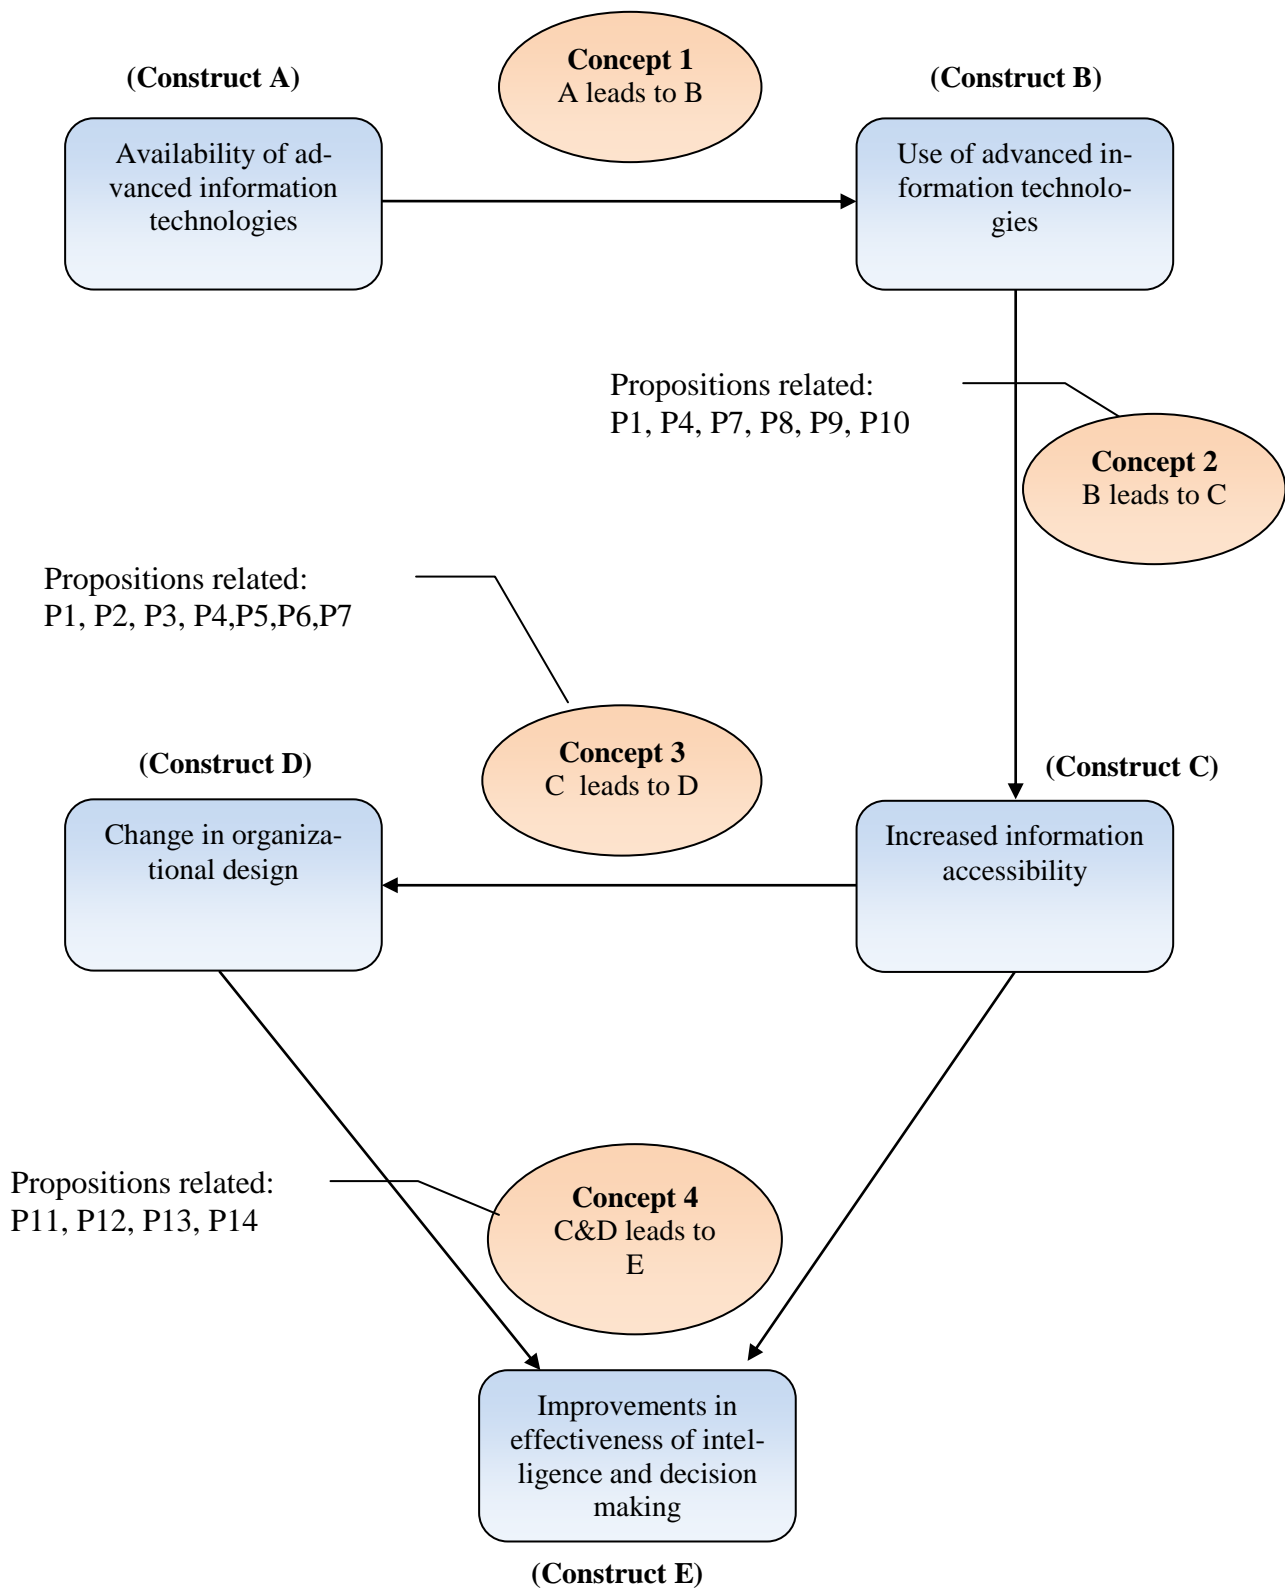 Concept 1
A leads to B
(Construct A)
(Construct B)
Availability of ad-
vanced information
technologies
Use of advanced in-
formation technolo-
gies
Propositions related:
P1, P4, P7, P8, P9, P10
Concept 2
B leads to C
Propositions related:
P1, P2, P3, P4,P5,P6,P7
Concept 3
C  leads to D
(Construct D)
(Construct C)
Change in organiza-
tional design
Increased information
accessibility
Propositions related:
P11, P12, P13, P14
Concept 4
C&D leads to
E
Improvements in
effectiveness of intel-
ligence and decision
making
(Construct E)